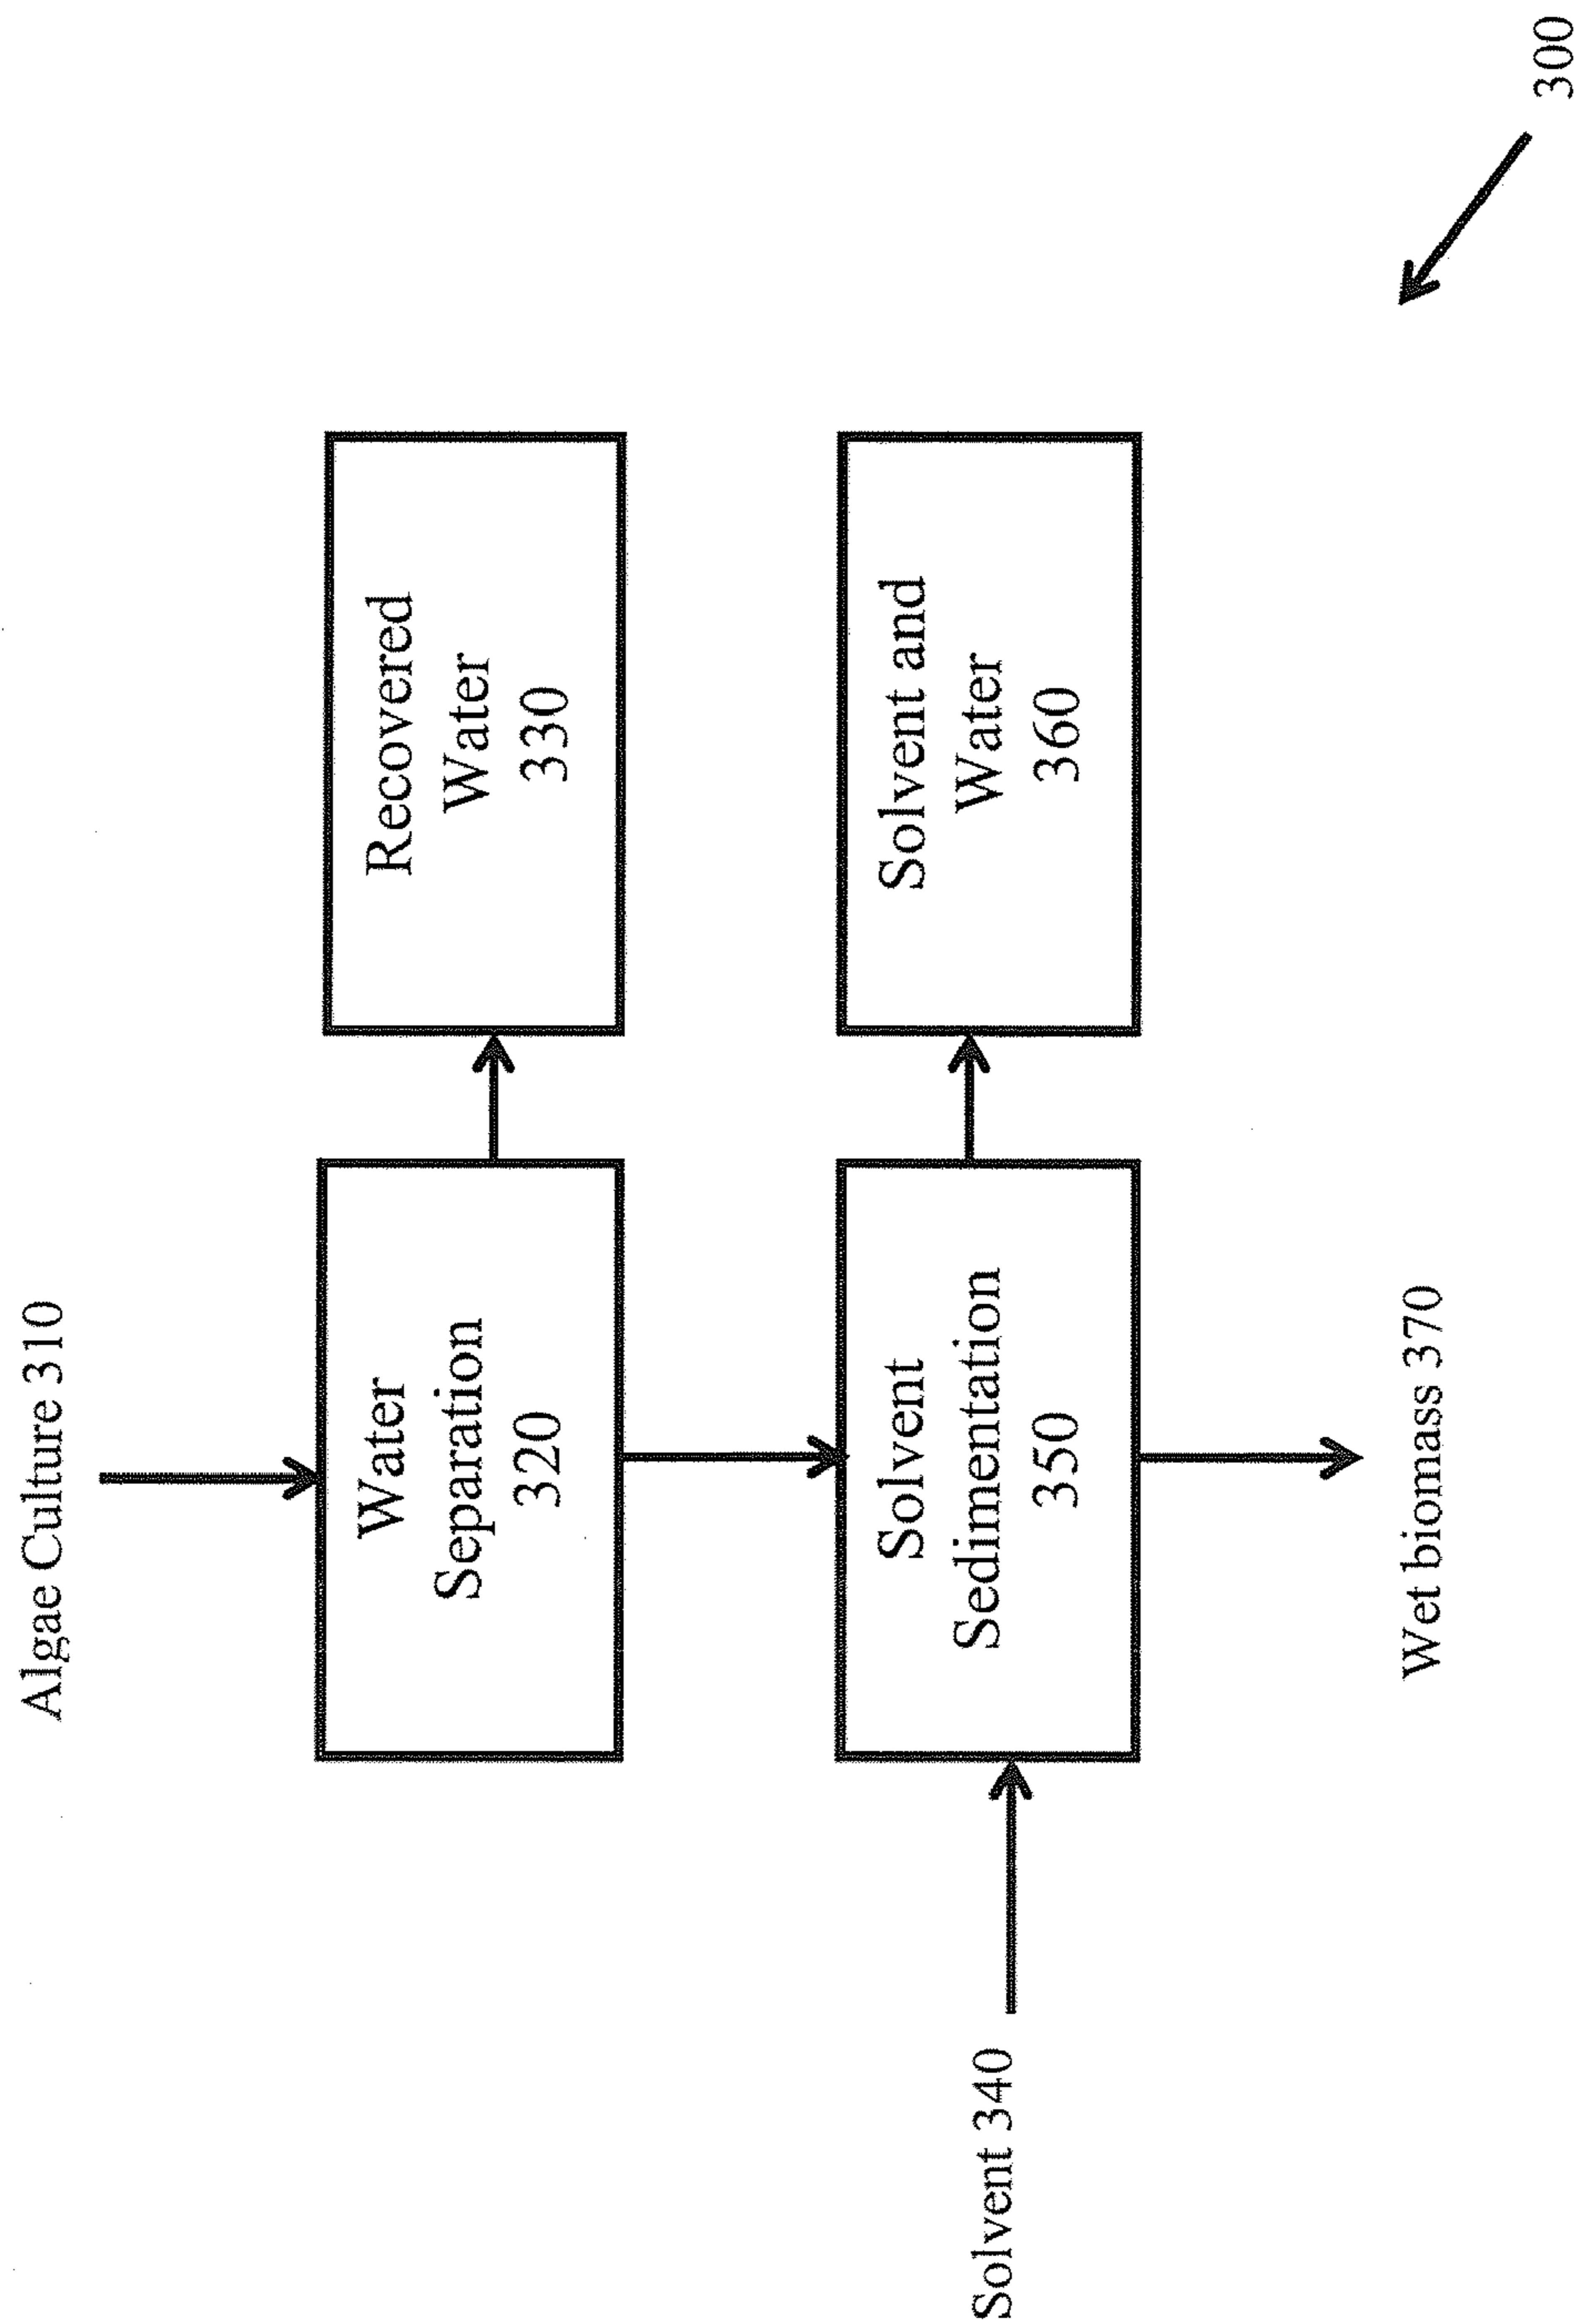 Algae Culture 310
Water
Separation
320
Recovered
Water
330
Solvent 340
Solvent
Sedimentation
350
Solvent and
Water
360
Wet biomass 370
300